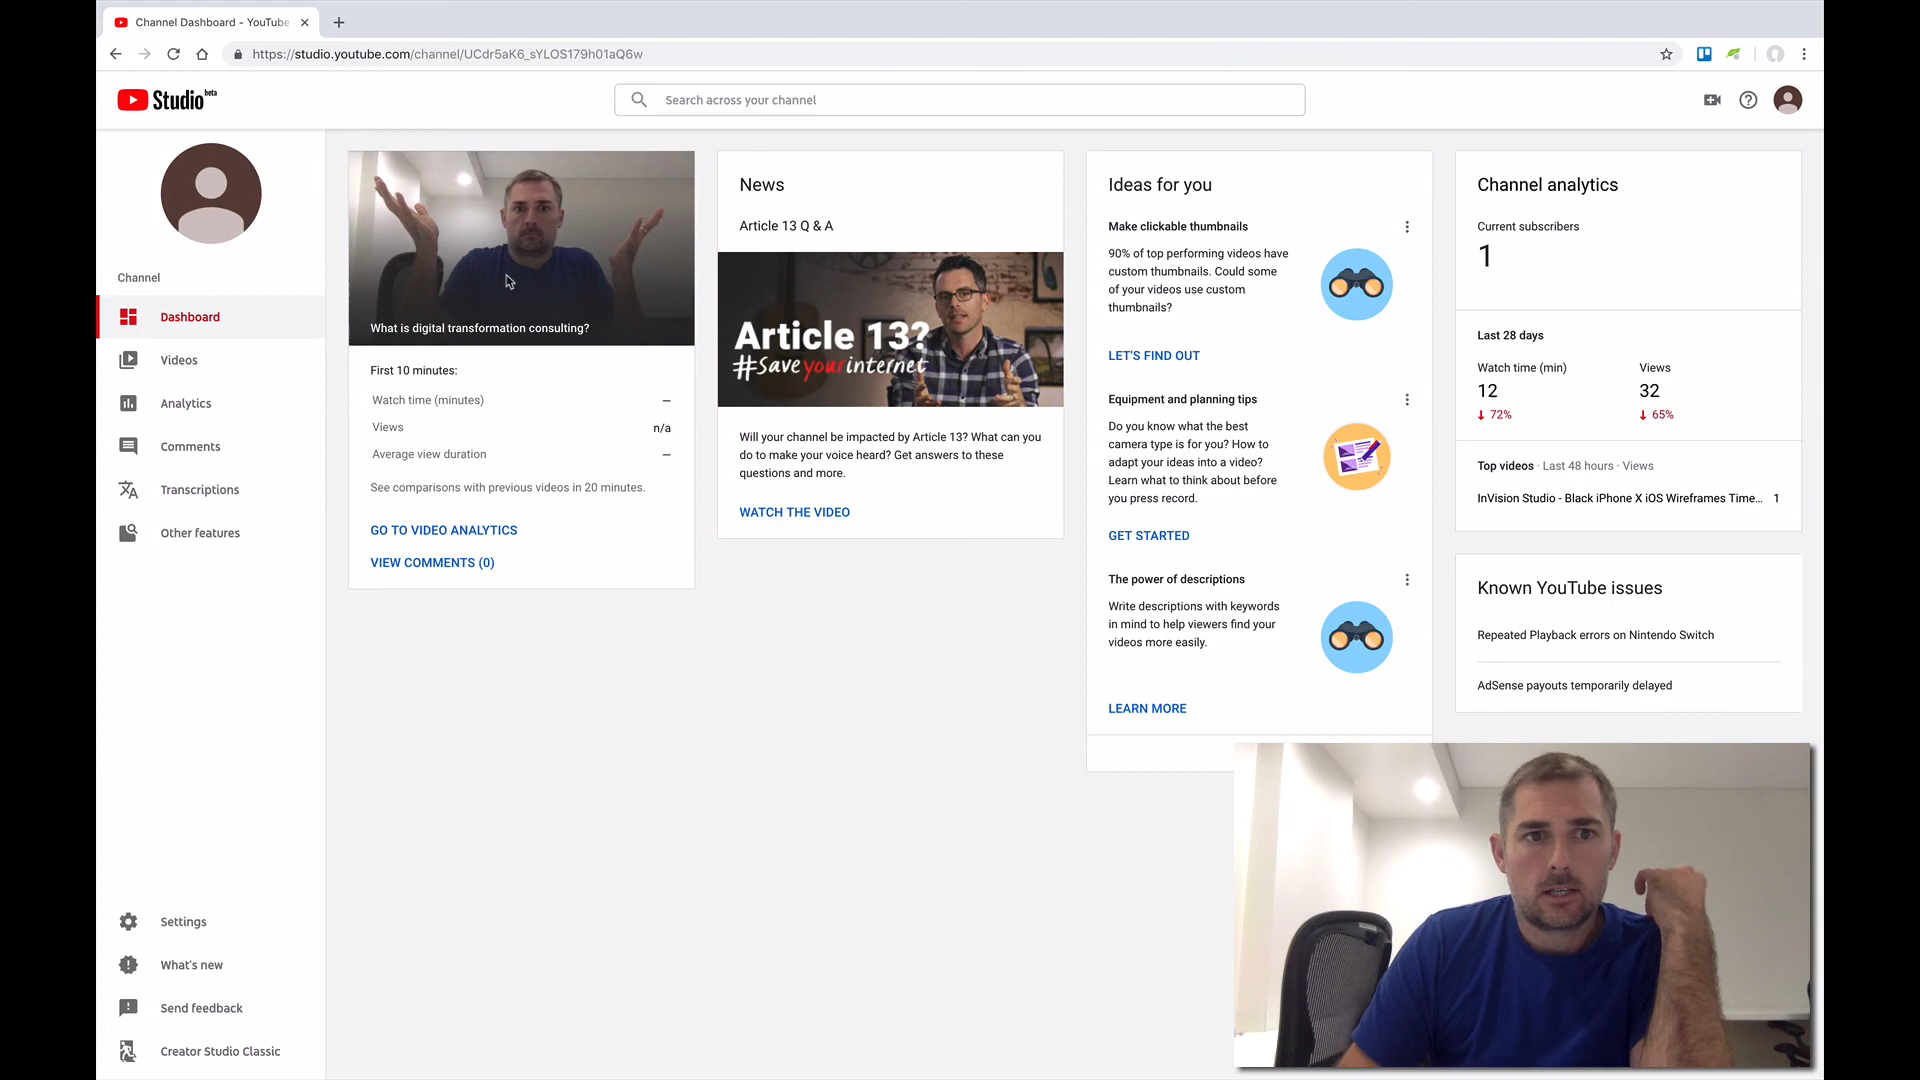 Channel Dashboard - YouTube
https://studio.youtube.com/channel/UCdr5aK6_sYLOS179h01aQ6w
Studio beta
Search across your channel
Channel
Dashboard
Videos
Analytics
Comments
Transcriptions
Other features
Settings
What's new
Send feedback
Creator Studio Classic
What is digital transformation consulting?
First 10 minutes:
Watch time (minutes) –
Views n/a
Average view duration –
See comparisons with previous videos in 20 minutes.
GO TO VIDEO ANALYTICS
VIEW COMMENTS (0)
News
Article 13 Q & A
Article 13?
#Saveyourinternet
Will your channel be impacted by Article 13? What can you
do to make your voice heard? Get answers to these
questions and more.
WATCH THE VIDEO
Ideas for you
Make clickable thumbnails
90% of top performing videos have
custom thumbnails. Could some
of your videos use custom
thumbnails?
LET'S FIND OUT
Equipment and planning tips
Do you know what the best
camera type is for you? How to
adapt your ideas into a video?
Learn what to think about before
you press record.
GET STARTED
The power of descriptions
Write descriptions with keywords
in mind to help viewers find your
videos more easily.
LEARN MORE
Channel analytics
Current subscribers
1
Last 28 days
Watch time (min) Views
12 32
72% 65%
Top videos · Last 48 hours · Views
InVision Studio - Black iPhone X iOS Wireframes Time... 1
Known YouTube issues
Repeated Playback errors on Nintendo Switch
AdSense payouts temporarily delayed